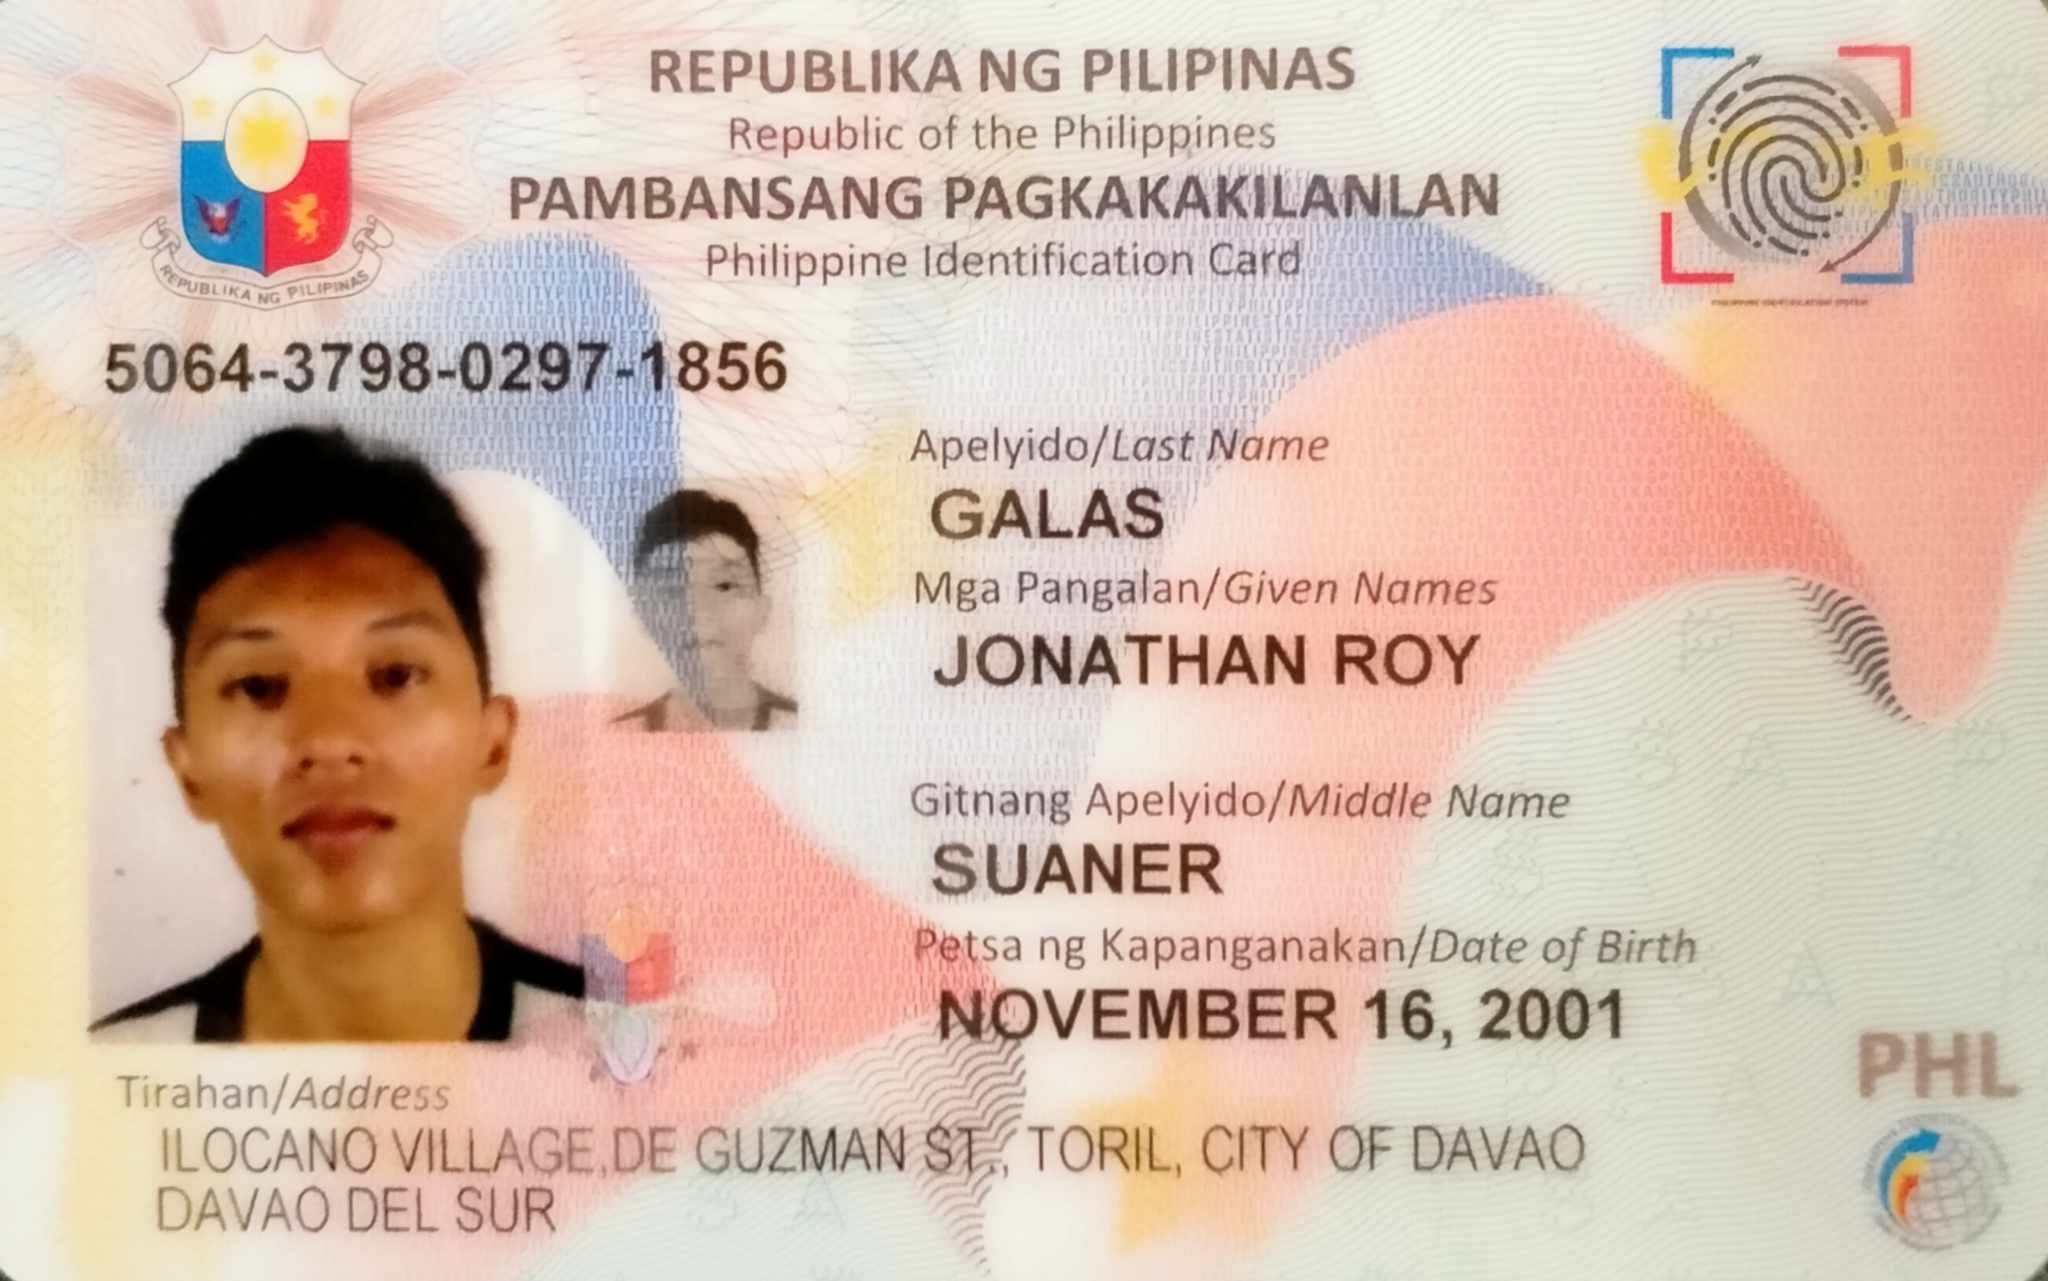 REPUBLIKA NG PILIPINAS
Republic of the Philippines
PAMBANSANG PAGKAKAKILANLAN
Philippine Identification Card
REPUBLIKA NG PILIPINAS
5064-3798-0297-1856
Apelyido/Last Name
GALAS
Mga Pangalan/Given Names
JONATHAN ROY
Gitnang Apelyido/Middle Name
SUANER
Petsa ng Kapanganakan/Date of Birth
NOVEMBER 16, 2001
PHL
Tirahan/Address
ILOCANO VILLAGE,DE GUZMAN ST., TORIL, CITY OF DAVAO
DAVAO DEL SUR